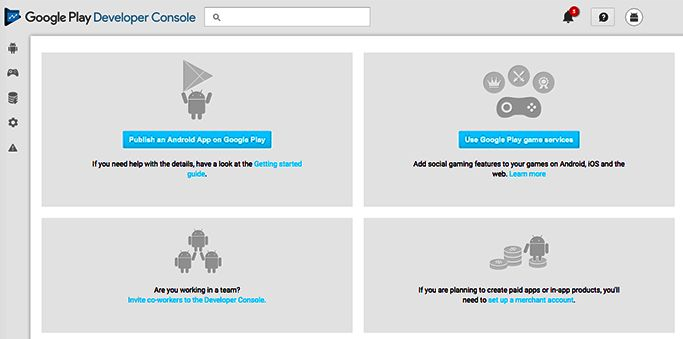 Google Play Developer Console
5
Publish an Android App on Google Play
If you need help with the details, have a look at the Getting started
guide.
Use Google Play game services
Add social gaming features to your games on Android, iOS and the
web. Learn more
Are you working in a team?
Invite co-workers to the Developer Console.
If you are planning to create paid apps or in-app products, you'll
need to set up a merchant account.